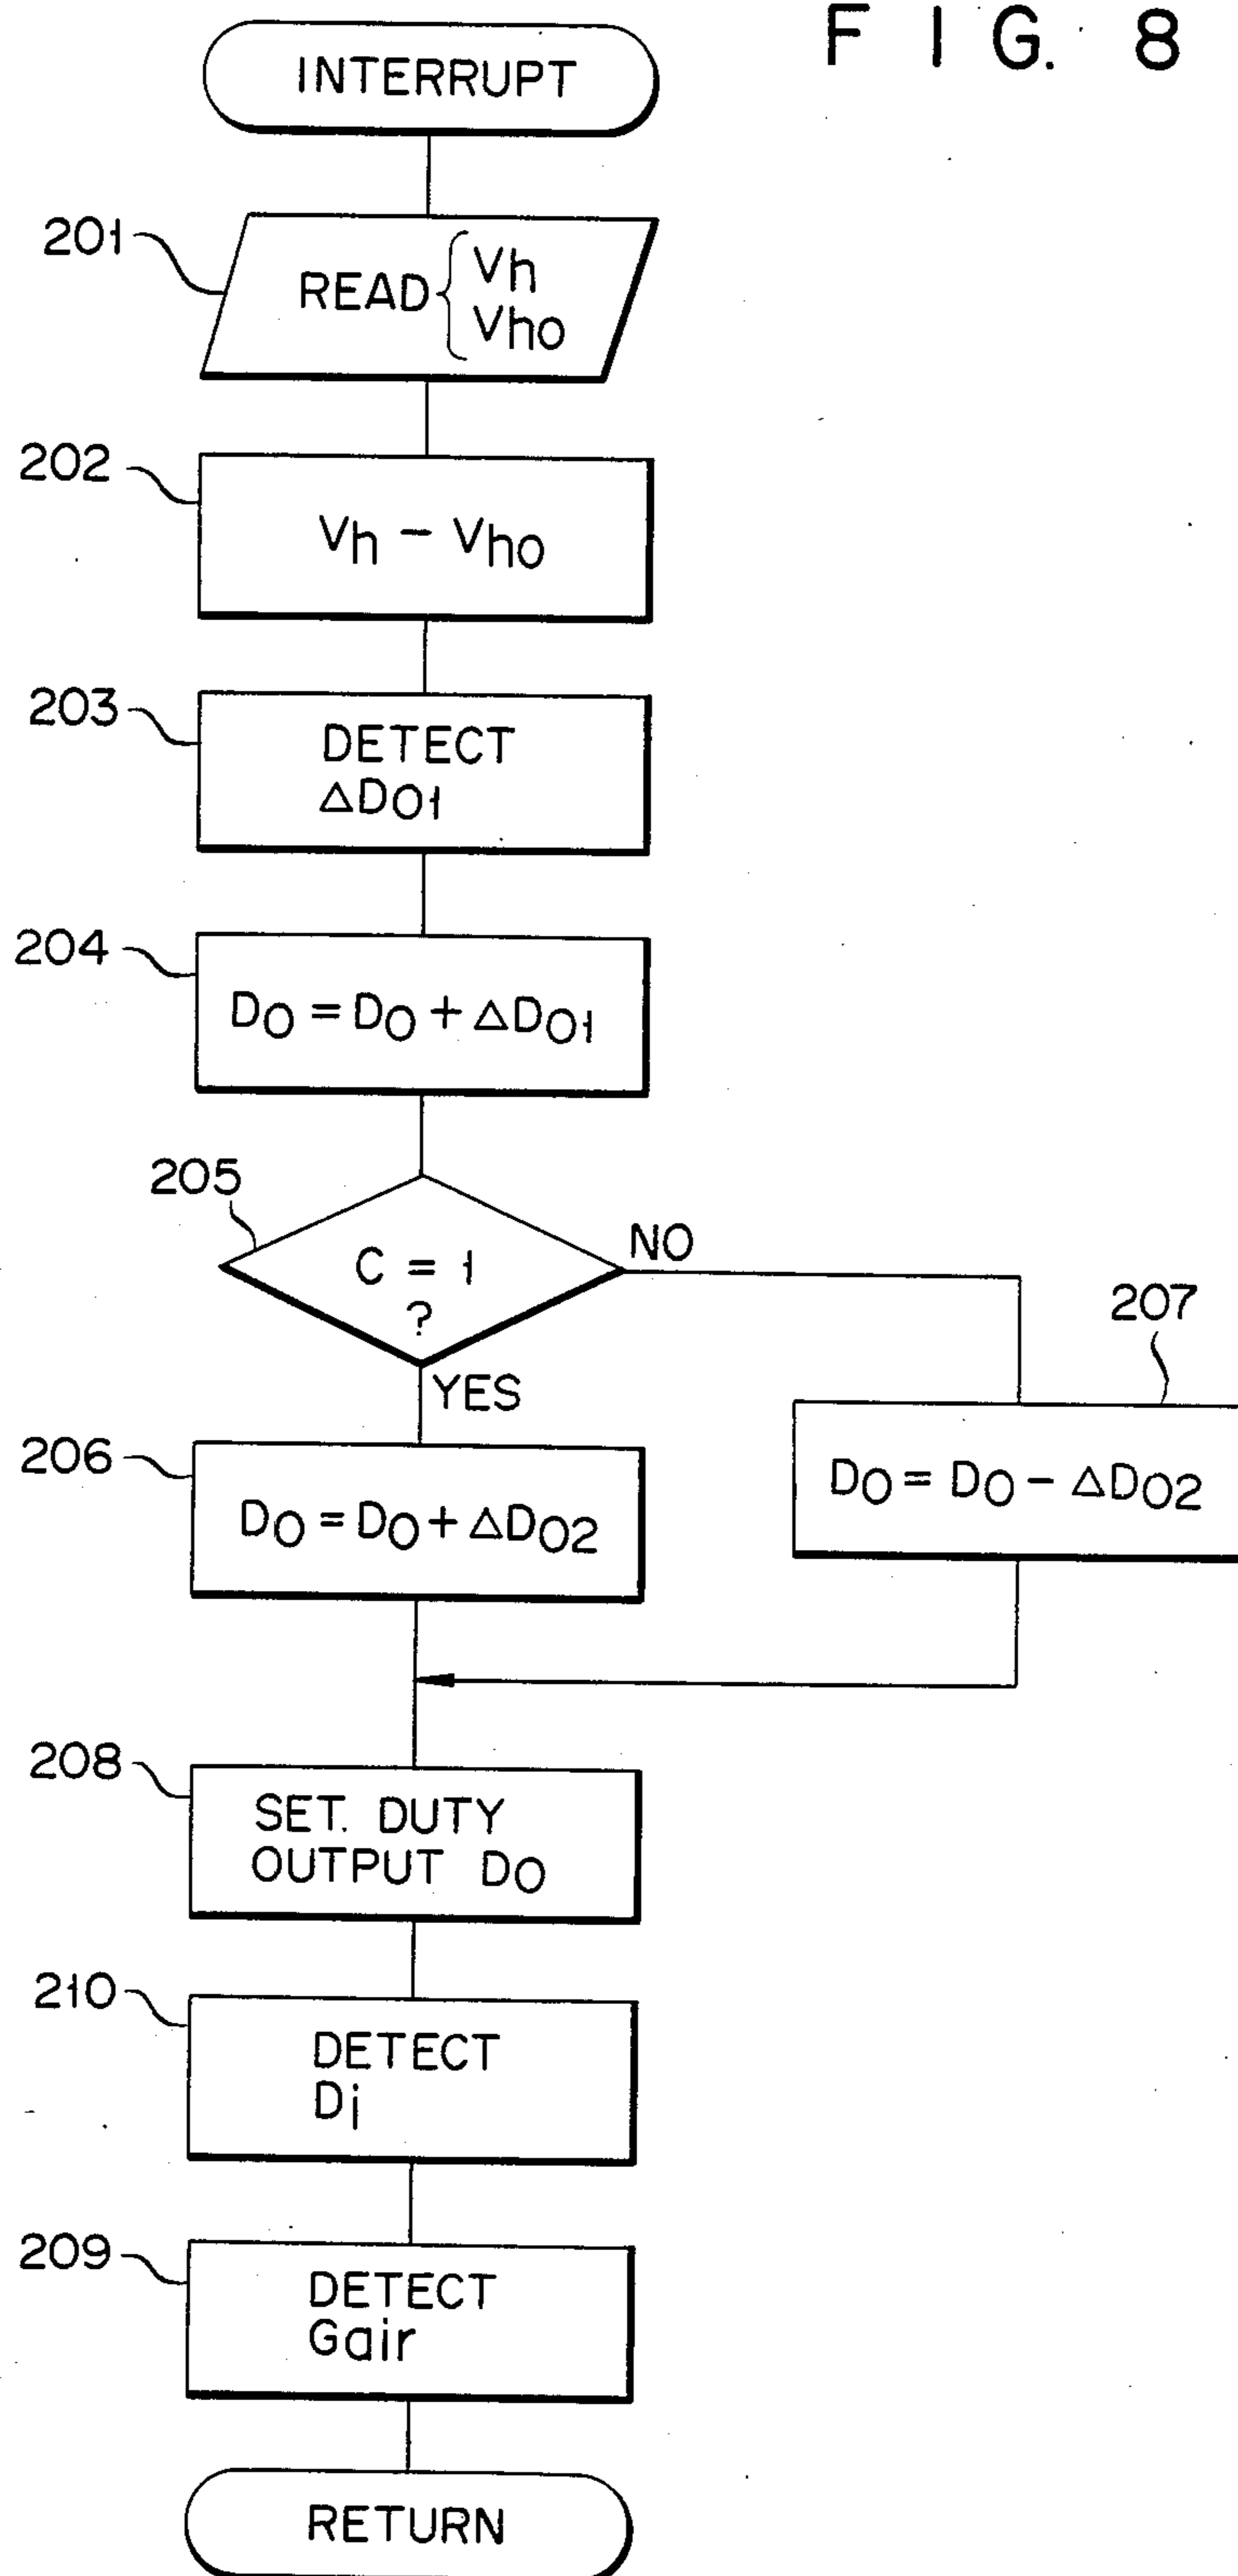 FIG. 8
INTERRUPT
201
READ { Vh
Vho
202
Vh - Vho
203
DETECT
ΔDO1
204
DO = DO + ΔDO1
205
C = 1
?
NO
YES
207
DO = DO - ΔDO2
206
DO = DO + ΔDO2
208
SET. DUTY
OUTPUT DO
210
DETECT
Di
209
DETECT
Gair
RETURN